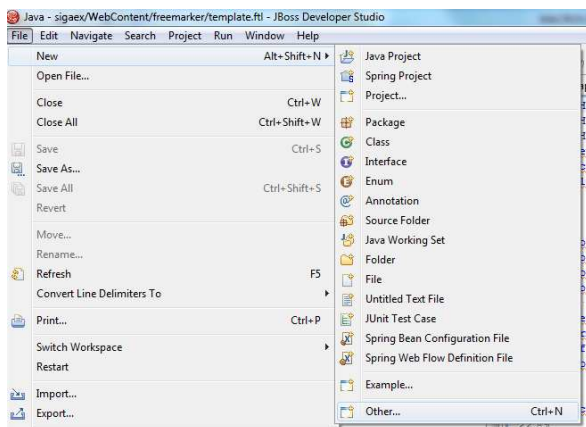 Java - sigaex/WebContent/freemarker/template.ftl - JBoss Developer Studio
File Edit Navigate Search Project Run Window Help
New Alt+Shift+N
Open File...
Close Ctrl+W
Close All Ctrl+Shift+W
Save Ctrl+S
Save As...
Save All Ctrl+Shift+S
Revert
Move...
Rename...
Refresh F5
Convert Line Delimiters To
Print... Ctrl+P
Switch Workspace
Restart
Import...
Export...
Java Project
Spring Project
Project...
Package
Class
Interface
Enum
Annotation
Source Folder
Java Working Set
Folder
File
Untitled Text File
JUnit Test Case
Spring Bean Configuration File
Spring Web Flow Definition File
Example...
Other... Ctrl+N